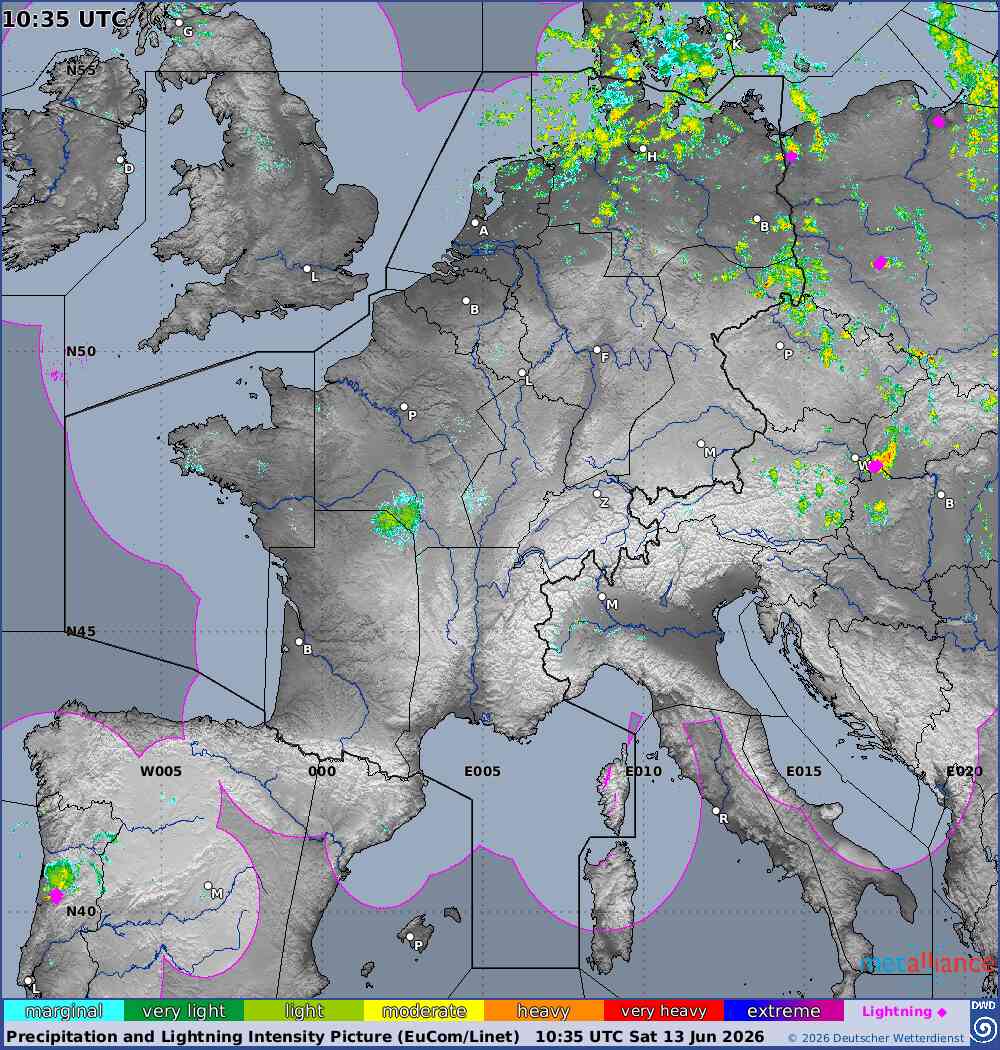 10:35 UTC
G
K
N55
H
D
A
B
L
B
N50
F
P
L
P
M
W
Z
B
M
N45
B
W005
000
E005
E010
E015
E020
R
M
N40
P
L
metalliance
marginal
very light
light
moderate
heavy
very heavy
extreme
Lightning
DWD
Precipitation and Lightning Intensity Picture (EuCom/Linet) 10:35 UTC Sat 13 Jun 2026
© 2026 Deutscher Wetterdienst